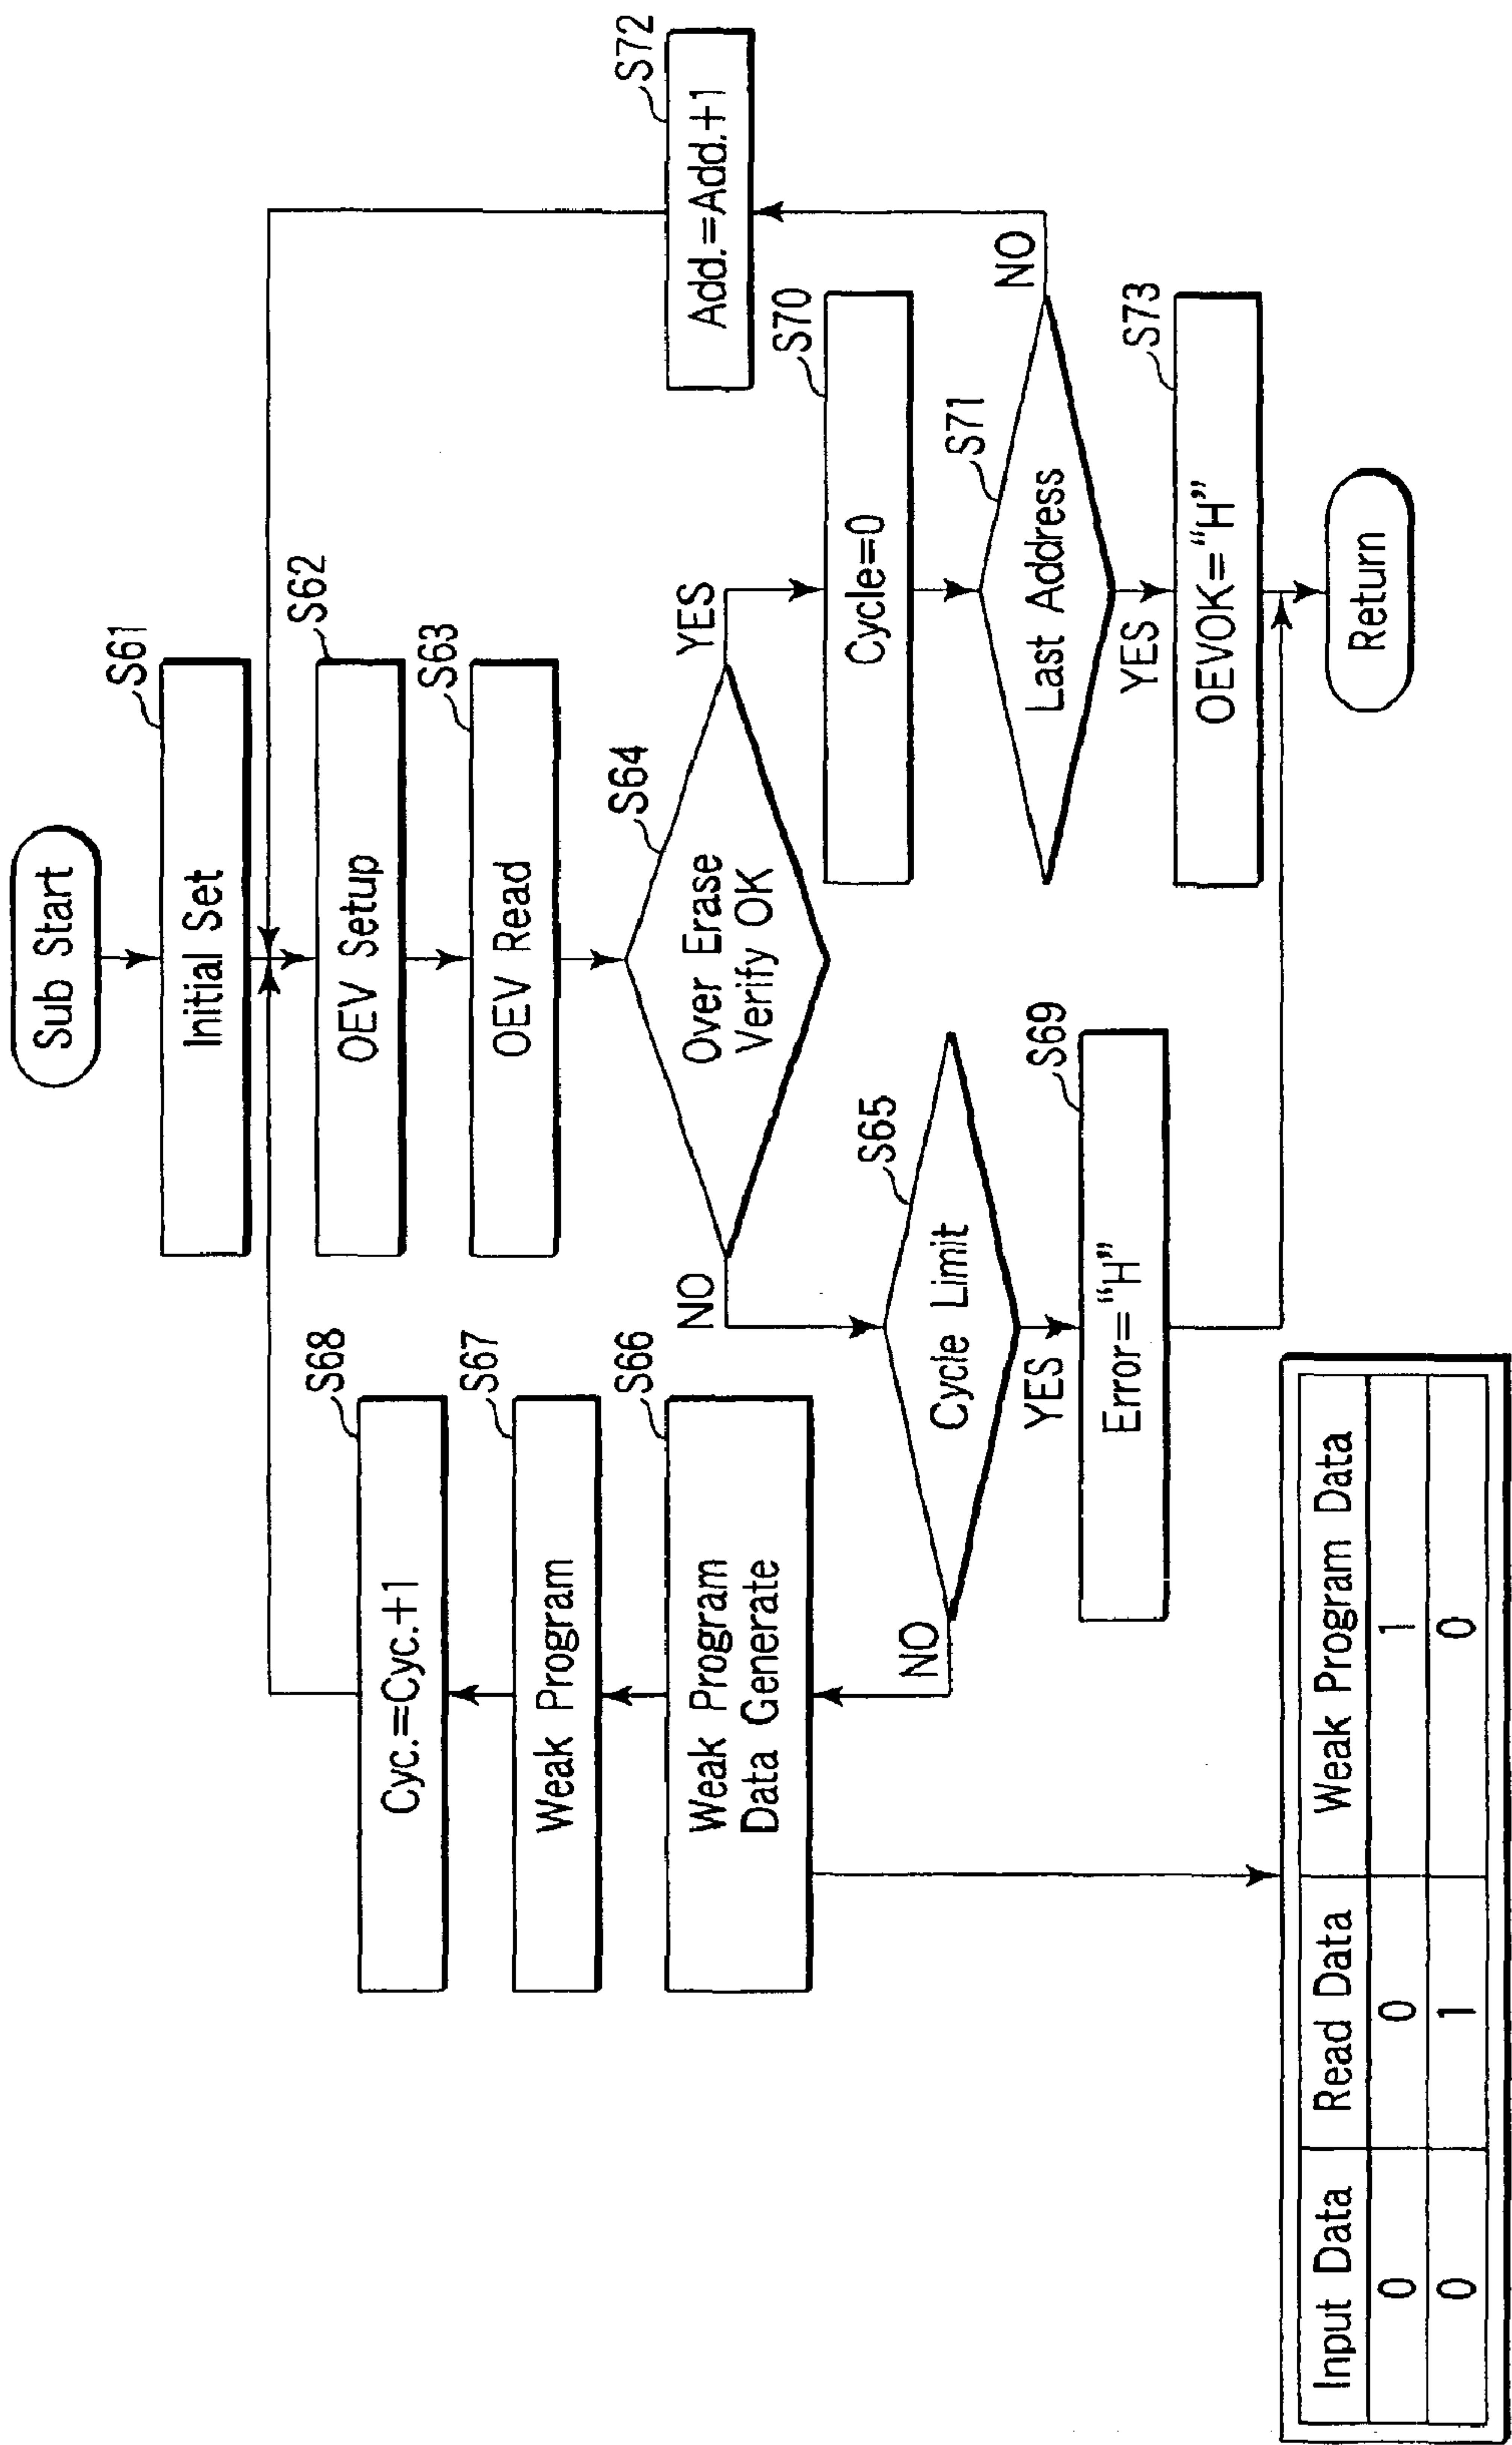 Sub Start
S61
Initial Set
S62
OEV Setup
S63
OEV Read
S64
Over Erase
Verify OK
NO
YES
S65
Cycle Limit
NO
YES
S66
Weak Program
Data Generate
S67
Weak Program
S68
Cyc.=Cyc.+1
S69
Error=“H”
S70
Cycle=0
S71
Last Address
NO
YES
S72
Add.=Add.+1
S73
OEVOK=“H”
Return
Input Data Read Data Weak Program Data
0 0 1
0 1 0